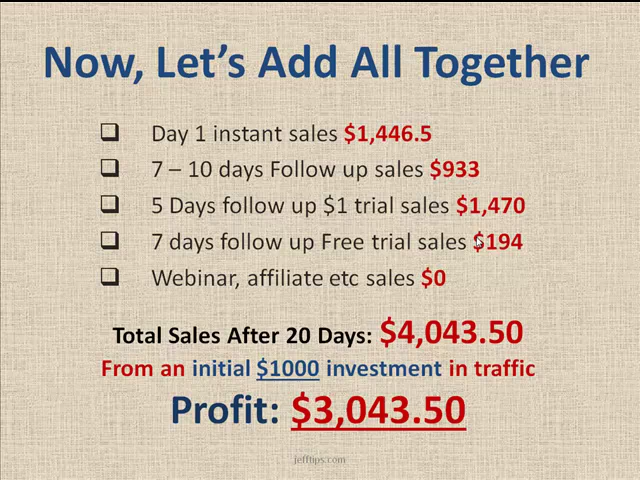 Now, Let's Add All Together
Day 1 instant sales $1,446.5
7 – 10 days Follow up sales $933
5 Days follow up $1 trial sales $1,470
7 days follow up Free trial sales $194
Webinar, affiliate etc sales $0
Total Sales After 20 Days: $4,043.50
From an initial $1000 investment in traffic
Profit: $3,043.50
jefftips.com